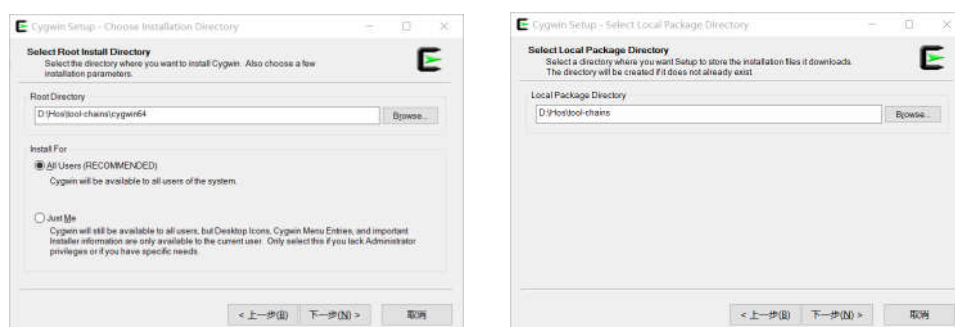 Cygwin Setup - Choose Installation Directory
Select Root Install Directory
Select the directory where you want to install Cygwin. Also choose a few
installation parameters.
Root Directory
D:\Hos\tool-chains\cygwin64
Browse...
Install For
All Users (RECOMMENDED)
Cygwin will be available to all users of the system.
Just Me
Cygwin will still be available to all users, but Desktop Icons, Cygwin Menu Entries, and important
Installer information are only available to the current user. Only select this if you lack Administrator
privileges or if you have specific needs.
< 上一步(B)
下一步(N) >
取消
Cygwin Setup - Select Local Package Directory
Select Local Package Directory
Select a directory where you want Setup to store the installation files it downloads.
The directory will be created if it does not already exist.
Local Package Directory
D:\Hos\tool-chains
Browse...
< 上一步(B)
下一步(N) >
取消